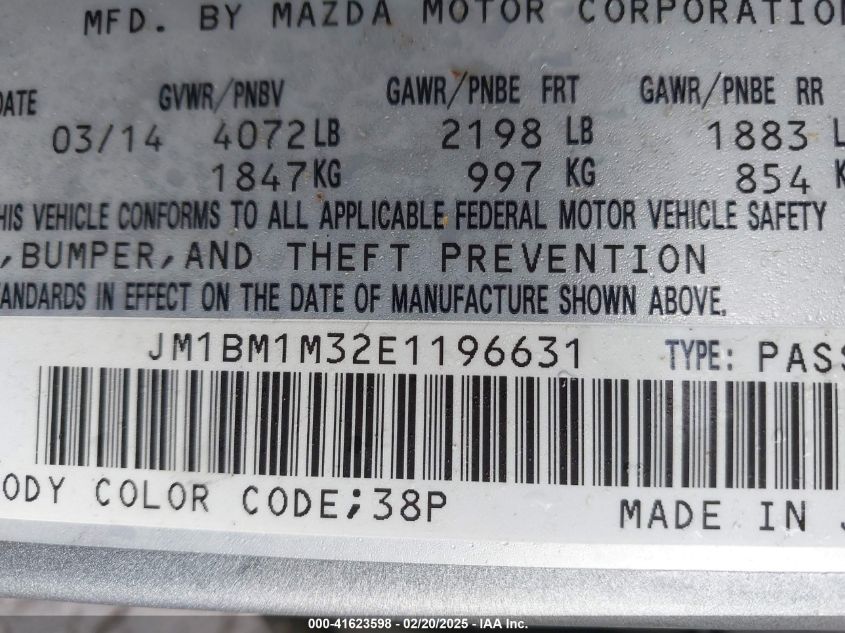 MFD. BY MAZDA MOTOR CORPORATION
DATE GVWR/PNBV GAWR/PNBE FRT GAWR/PNBE RR
03/14 4072LB 2198 LB 1883 L
1847KG 997 KG 854 K
HIS VEHICLE CONFORMS TO ALL APPLICABLE FEDERAL MOTOR VEHICLE SAFETY
,BUMPER,AND THEFT PREVENTION
TANDARDS IN EFFECT ON THE DATE OF MANUFACTURE SHOWN ABOVE.
JM1BM1M32E1196631 TYPE: PASS
ODY COLOR CODE;38P MADE IN J
000-41623598 - 02/20/2025 - IAA Inc.